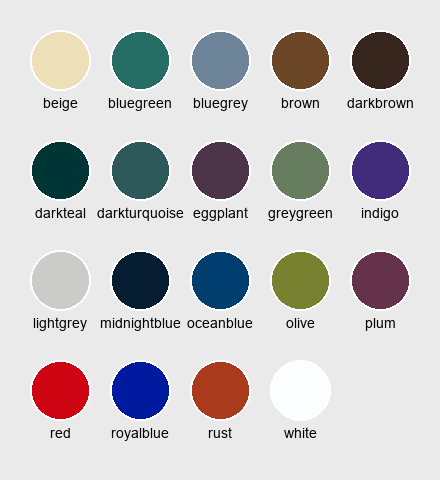 beige bluegreen bluegrey brown darkbrown
darkteal darkturquoise eggplant greygreen indigo
lightgrey midnightblue oceanblue olive plum
red royalblue rust white